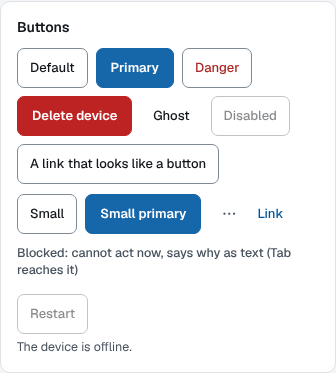 Buttons
Default Primary Danger
Delete device Ghost Disabled
A link that looks like a button
Small Small primary ··· Link
Blocked: cannot act now, says why as text (Tab
reaches it)
Restart
The device is offline.